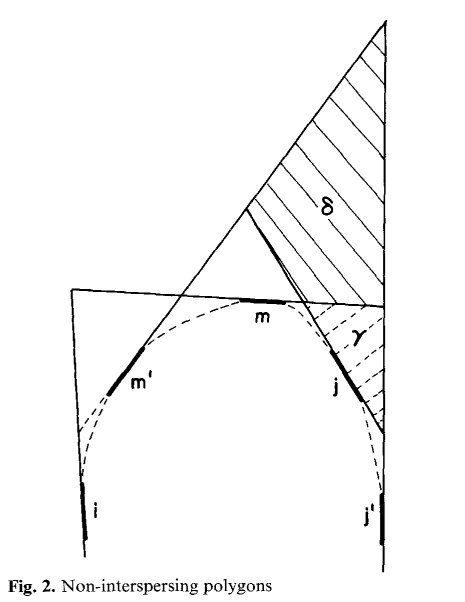 δ
γ
m
m'
j
i
j'
Fig. 2. Non-interspersing polygons